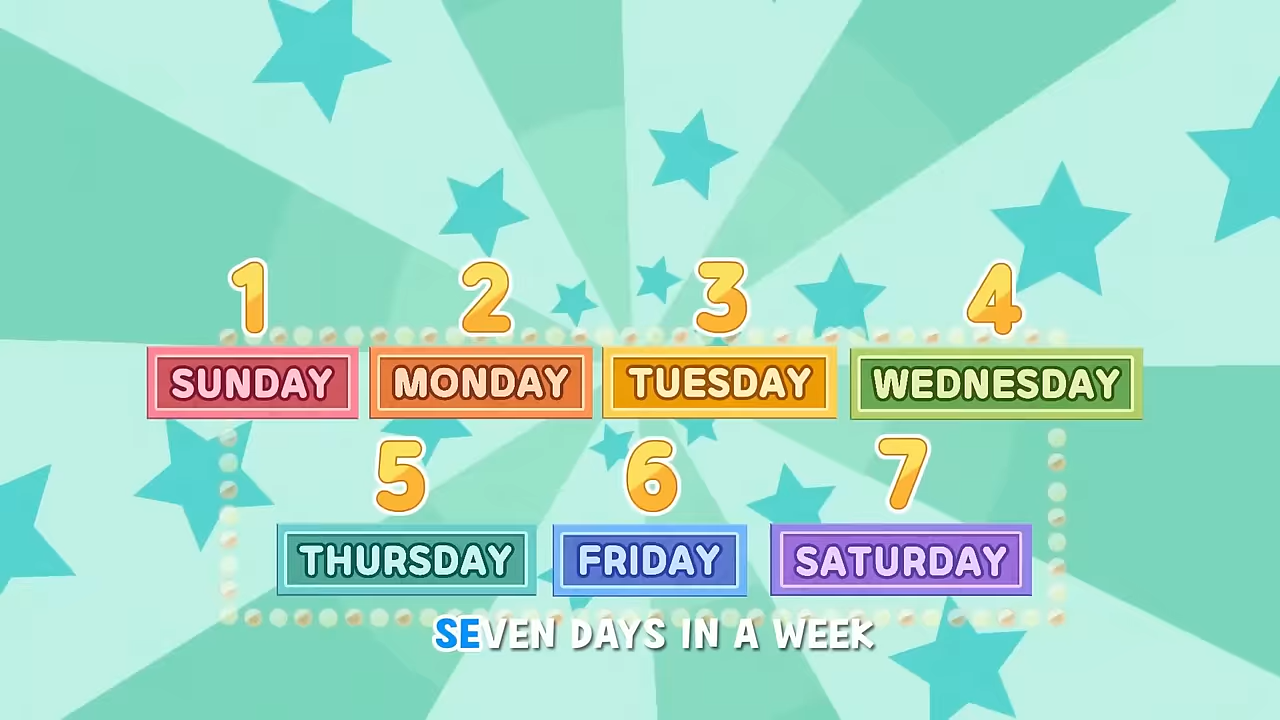 1 2 3 4
SUNDAY MONDAY TUESDAY WEDNESDAY
5 6 7
THURSDAY FRIDAY SATURDAY
SEVEN DAYS IN A WEEK